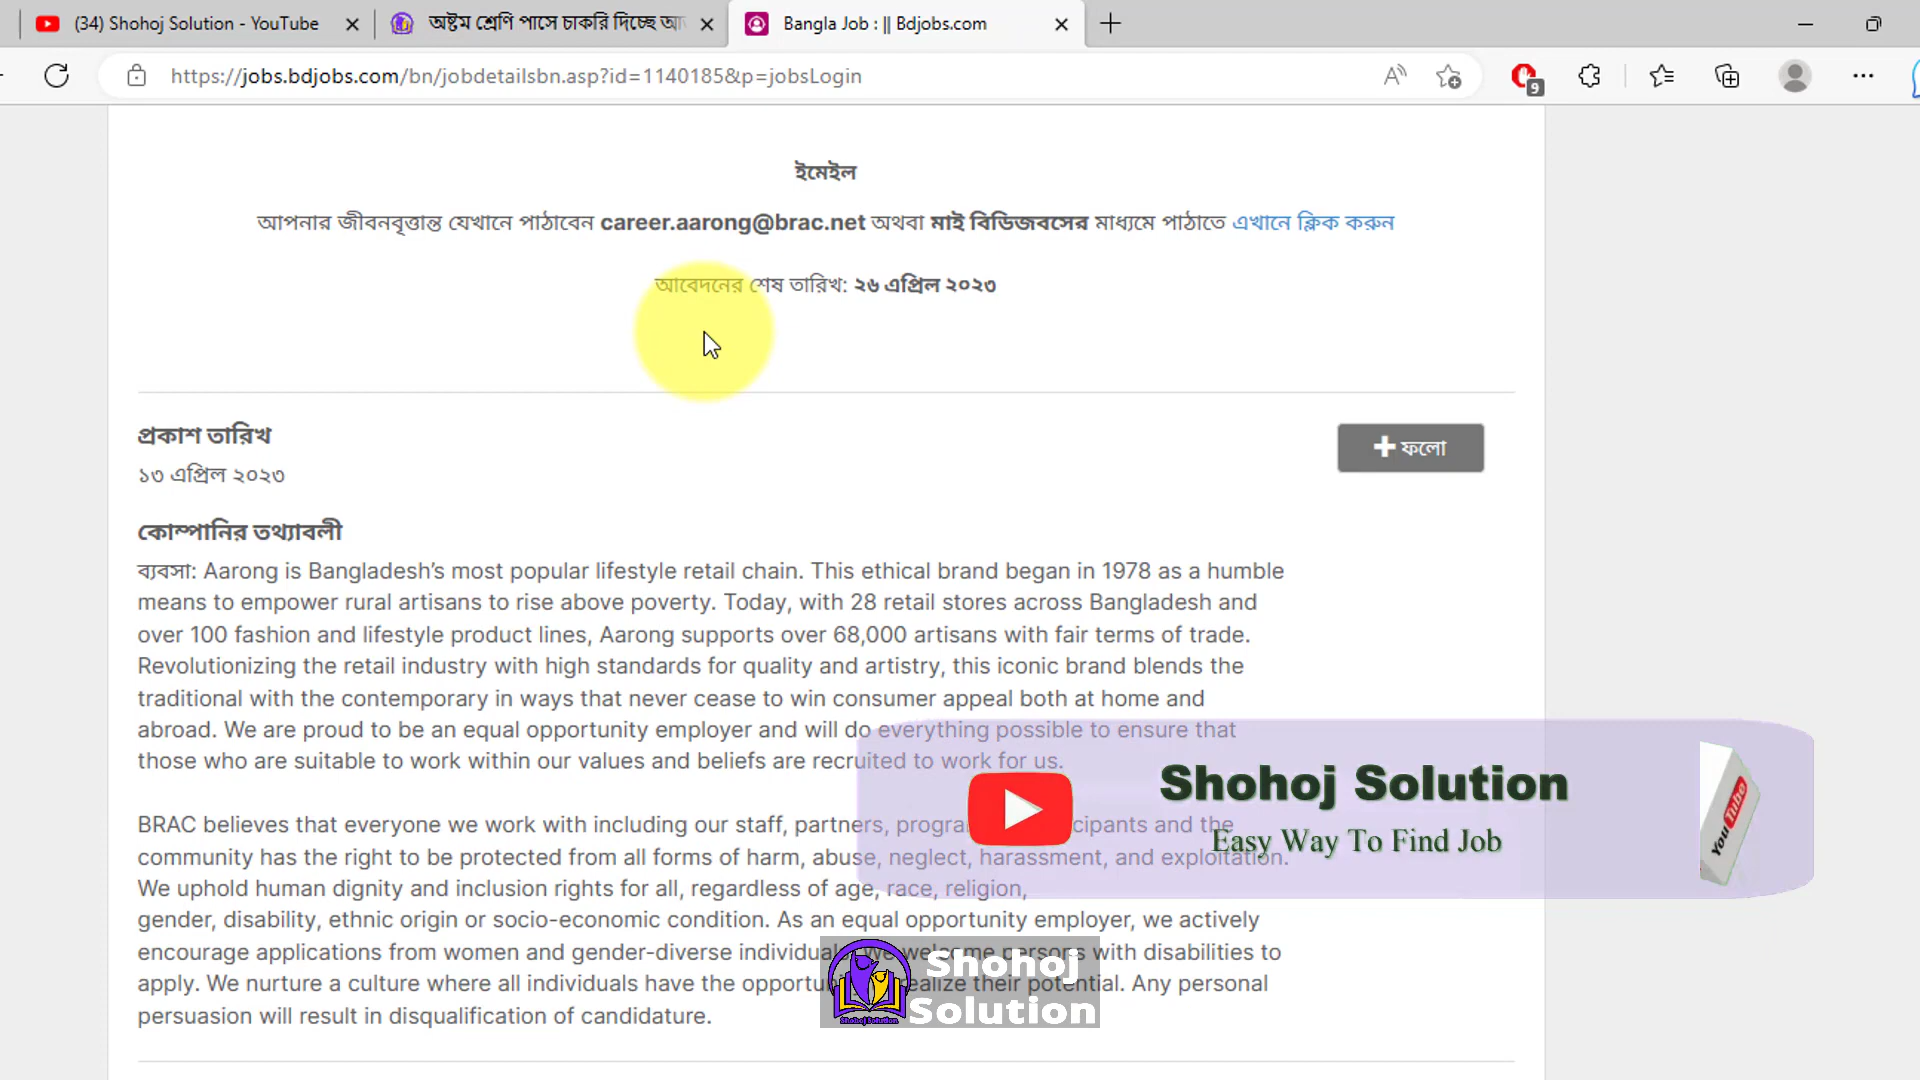 (34) Shohoj Solution - YouTube
অষ্টম শ্রেণি পাসে চাকরি দিচ্ছে
Bangla Job : || Bdjobs.com
https://jobs.bdjobs.com/bn/jobdetailsbn.asp?id=1140185&p=jobsLogin
9
ইমেইল
আপনার জীবনবৃত্তান্ত যেখানে পাঠাবেন career.aarong@brac.net অথবা মাই বিডিজবসের মাধ্যমে পাঠাতে এখানে ক্লিক করুন
আবেদনের শেষ তারিখ: ২৬ এপ্রিল ২০২৩
প্রকাশ তারিখ
+ ফলো
১৩ এপ্রিল ২০২৩
কোম্পানির তথ্যাবলী
ব্যবসা: Aarong is Bangladesh's most popular lifestyle retail chain. This ethical brand began in 1978 as a humble
means to empower rural artisans to rise above poverty. Today, with 28 retail stores across Bangladesh and
over 100 fashion and lifestyle product lines, Aarong supports over 68,000 artisans with fair terms of trade.
Revolutionizing the retail industry with high standards for quality and artistry, this iconic brand blends the
traditional with the contemporary in ways that never cease to win consumer appeal both at home and
abroad. We are proud to be an equal opportunity employer and will do everything possible to ensure that
those who are suitable to work within our values and beliefs are recruited to work for us.
Shohoj Solution
Easy Way To Find Job
YouTube
BRAC believes that everyone we work with including our staff, partners, and the
community has the right to be protected from all forms of harm, abuse, neglect, harassment, and exploitation.
We uphold human dignity and inclusion rights for all, regardless of age, race, religion,
gender, disability, ethnic origin or socio-economic condition. As an equal opportunity employer, we actively
encourage applications from women and gender-diverse individuals. We welcome persons with disabilities to
apply. We nurture a culture where all individuals have the realize their potential. Any personal
persuasion will result in disqualification of candidature.
Shohoj
Solution
Shohoj Solution